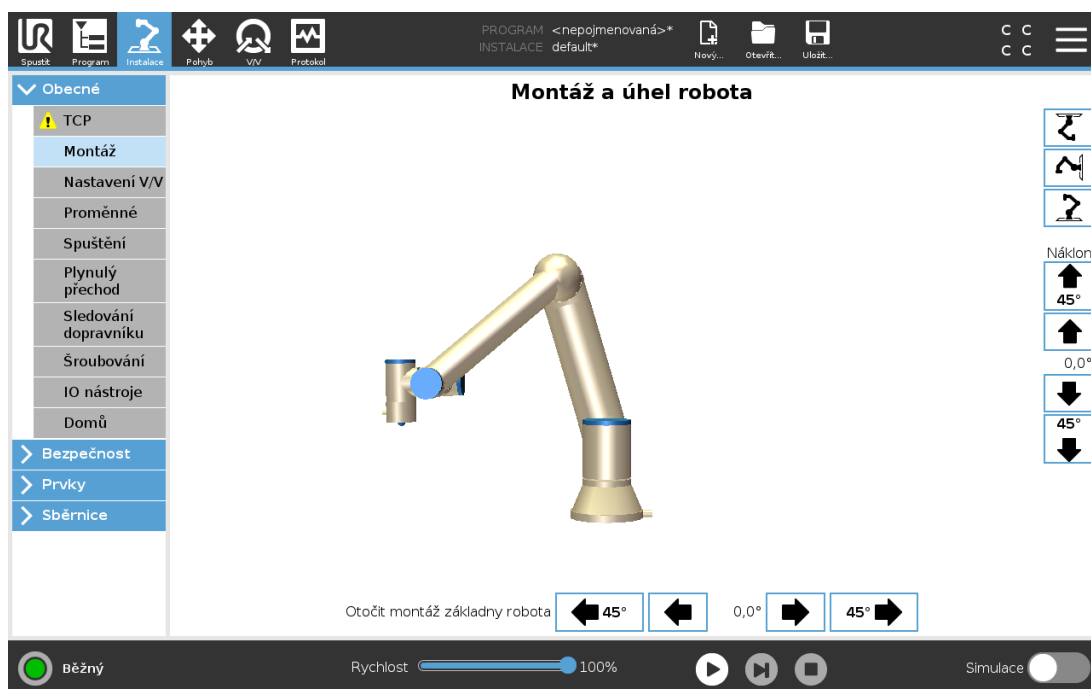 PROGRAM <nepojmenovaná>*
INSTALACE default*
Spustit
Program
Instalace
Pohyb
V/V
Protokol
Nový...
Otevřít...
Uložit...
C C
C C
Obecné
TCP
Montáž
Nastavení V/V
Proměnné
Spuštění
Plynulý
přechod
Sledování
dopravníku
Šroubování
IO nástroje
Domů
Bezpečnost
Prvky
Sběrnice
Montáž a úhel robota
Náklon
45°
0,0°
45°
Otočit montáž základny robota
45°
0,0°
45°
Běžný
Rychlost
100%
Simulace